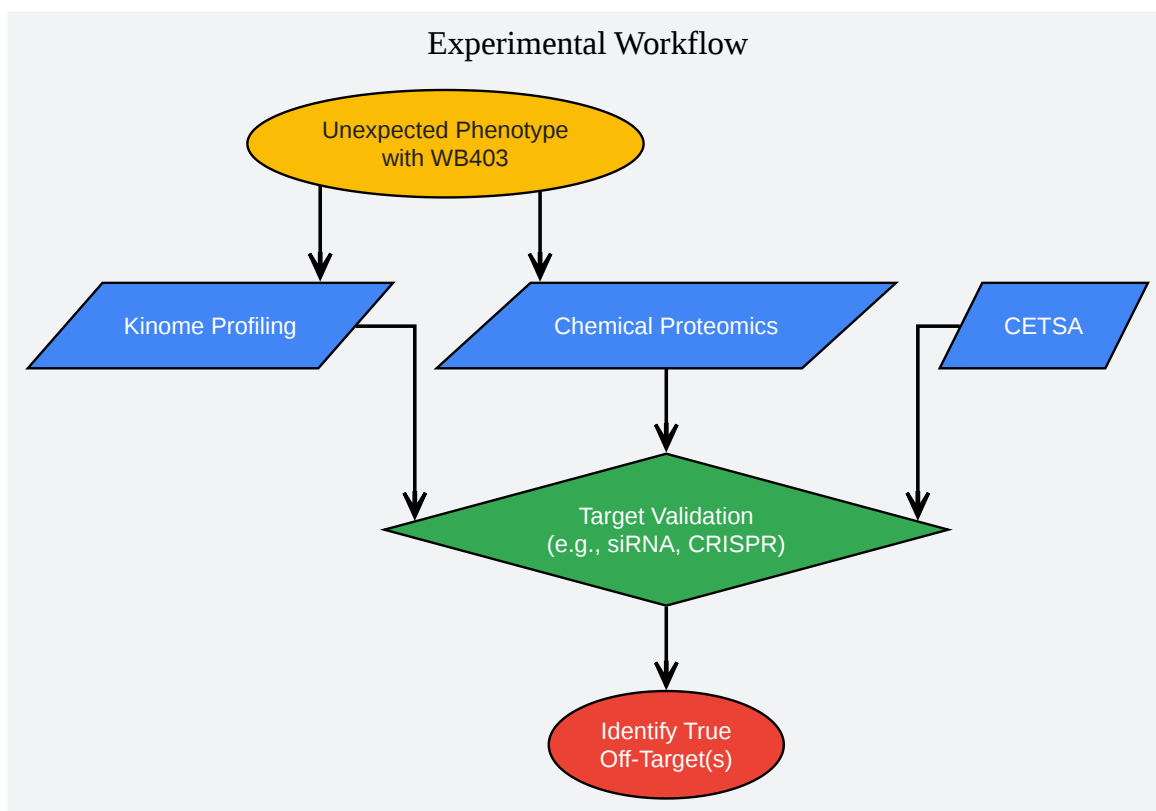 Experimental Workflow
Unexpected Phenotype
with WB403
Kinome Profiling
Chemical Proteomics
CETSA
Target Validation
(e.g., siRNA, CRISPR)
Identify True
Off-Target(s)